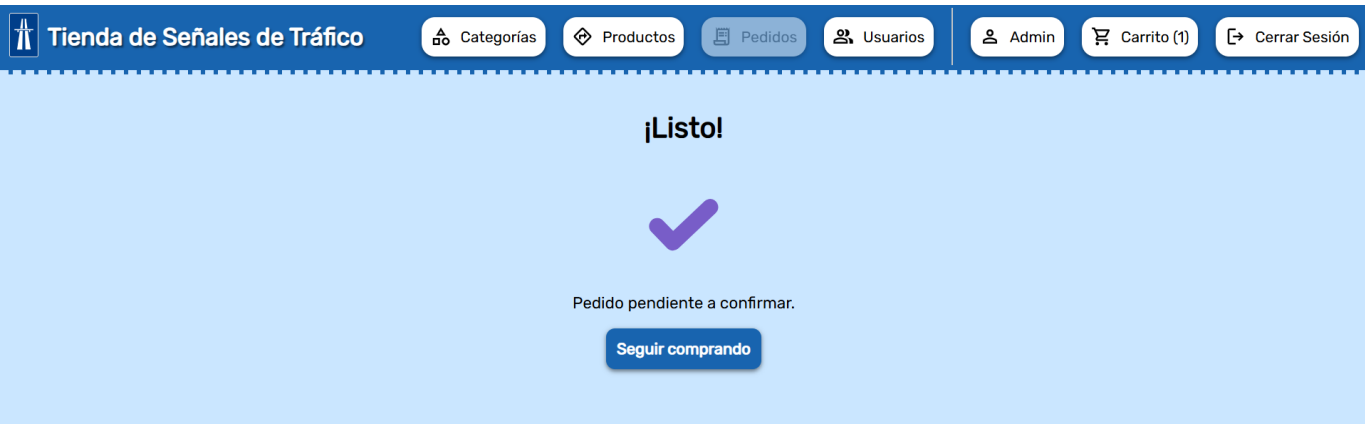 Tienda de Señales de Tráfico
Categorías
Productos
Pedidos
Usuarios
Admin
Carrito (1)
Cerrar Sesión
¡Listo!
Pedido pendiente a confirmar.
Seguir comprando